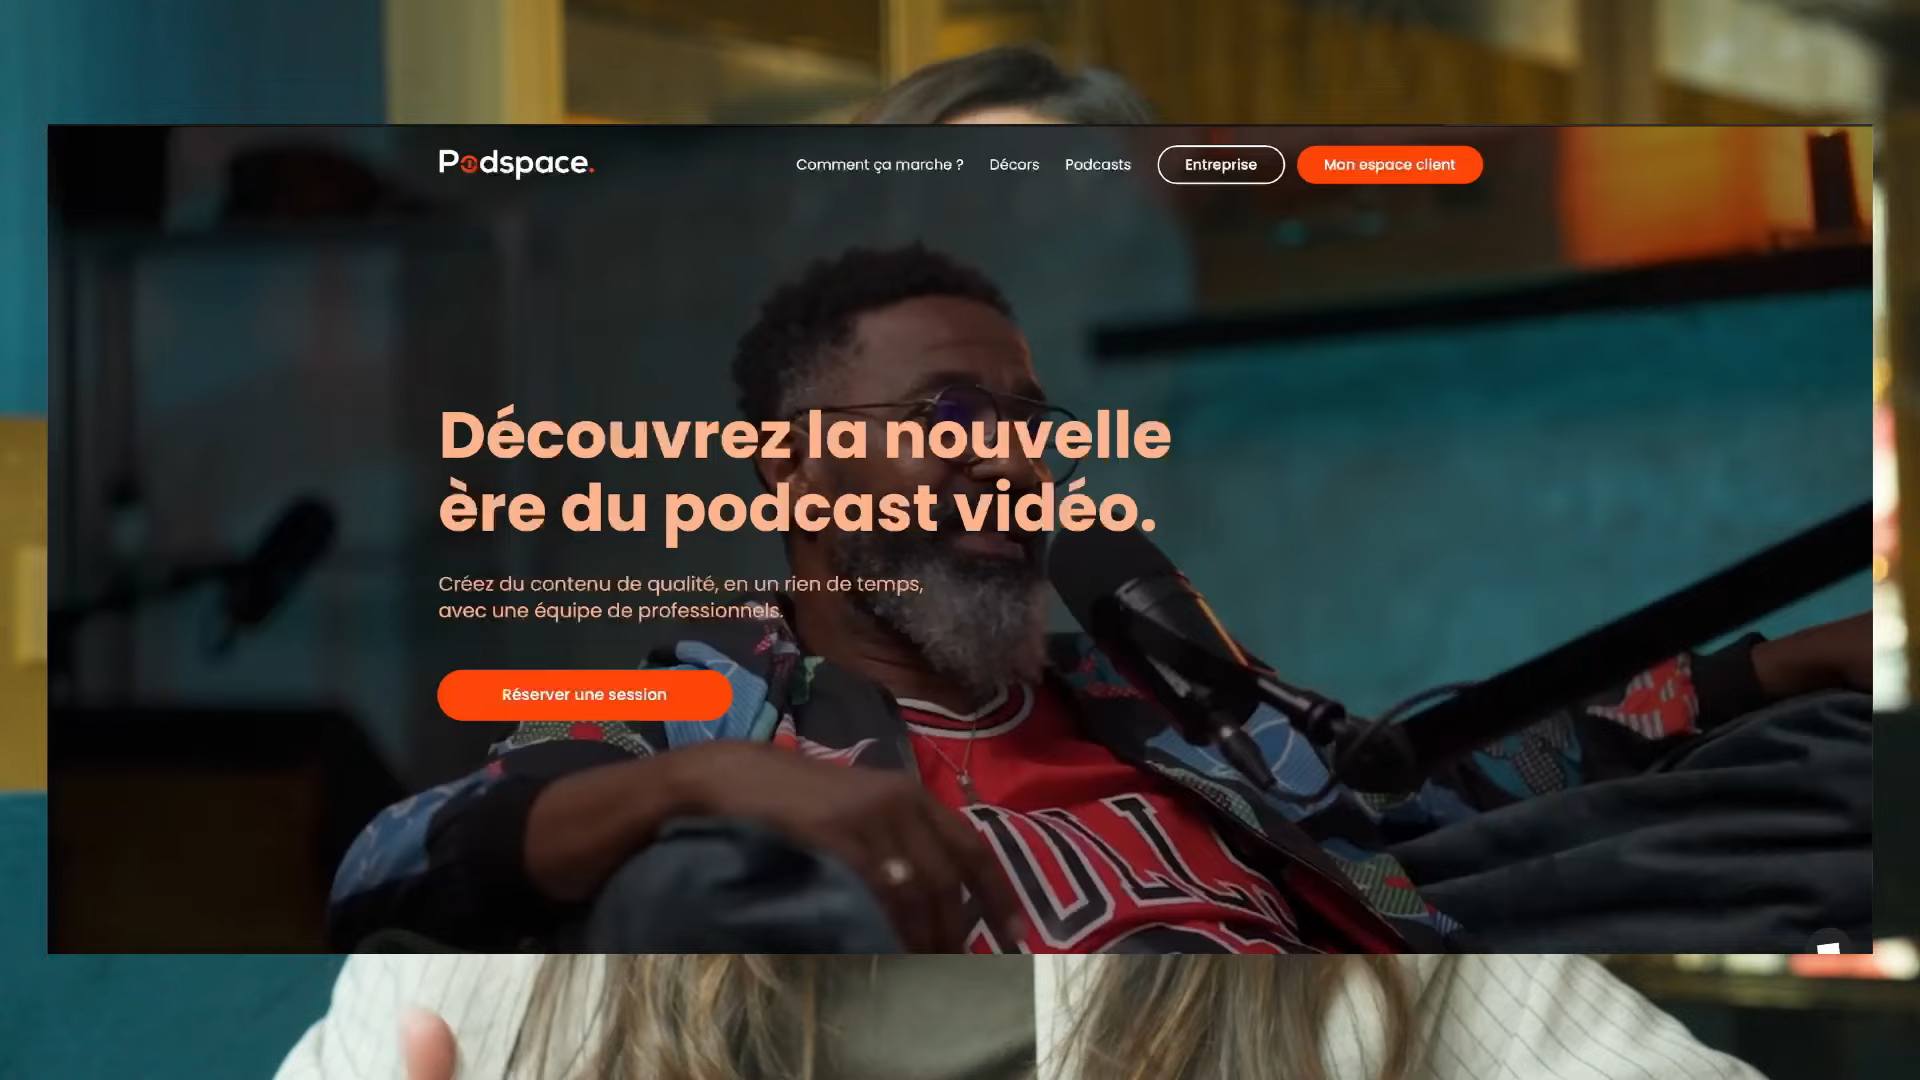 Podspace.
Comment ça marche ?
Décors
Podcasts
Entreprise
Mon espace client
Découvrez la nouvelle
ère du podcast vidéo.
Créez du contenu de qualité, en un rien de temps,
avec une équipe de professionnels.
Réserver une session